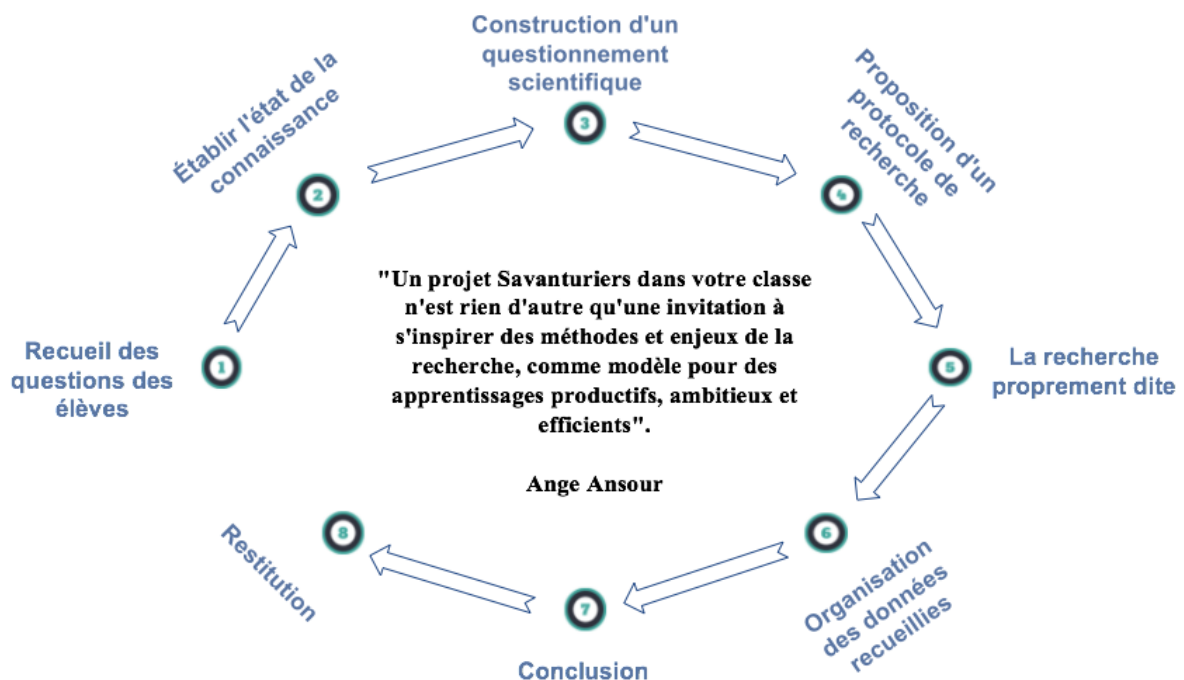 Recueil des
questions des
élèves
1
Établir l'état de la
connaissance
2
Construction d'un
questionnement
scientifique
3
Proposition d'un
protocole de
recherche
4
La recherche
proprement dite
5
Organisation
des données
recueillies
6
Conclusion
7
Restitution
8
"Un projet Savanturiers dans votre classe
n'est rien d'autre qu'une invitation à
s'inspirer des méthodes et enjeux de la
recherche, comme modèle pour des
apprentissages productifs, ambitieux et
efficients".
Ange Ansour